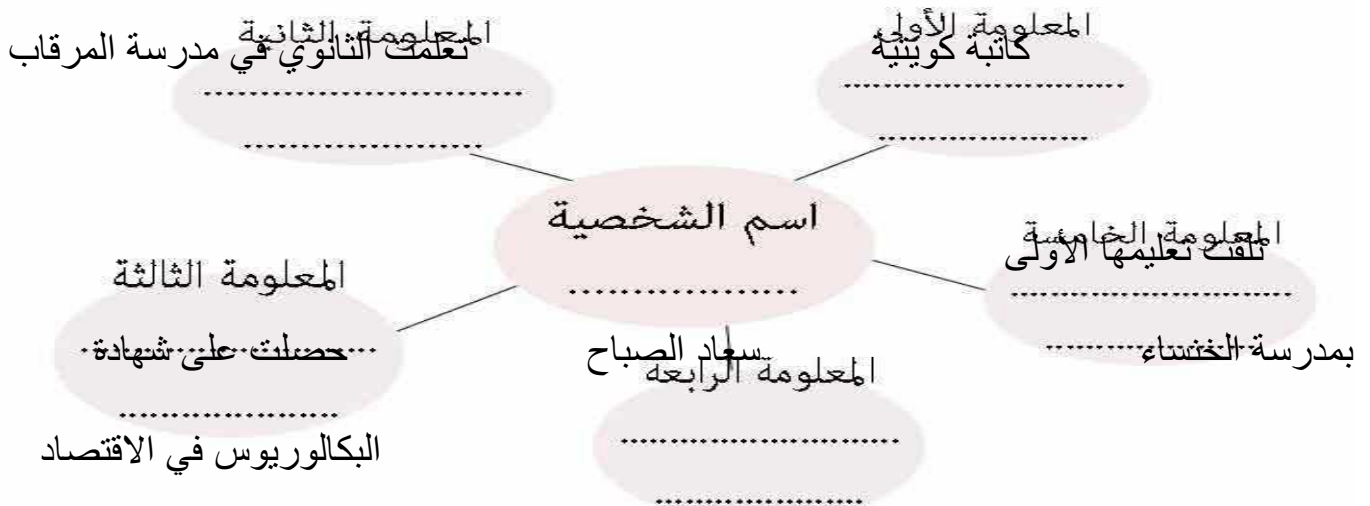 المعلومة الأولى
كاتبة كويتية
المعلومة الثانية
تعلمت الثانوي في مدرسة المرقاب
اسم الشخصية
سعاد الصباح
المعلومة الخامسة
تلقت تعليمها الأولى
بمدرسة الخنساء
المعلومة الثالثة
حصلت على شهادة
البكالوريوس في الاقتصاد
المعلومة الرابعة